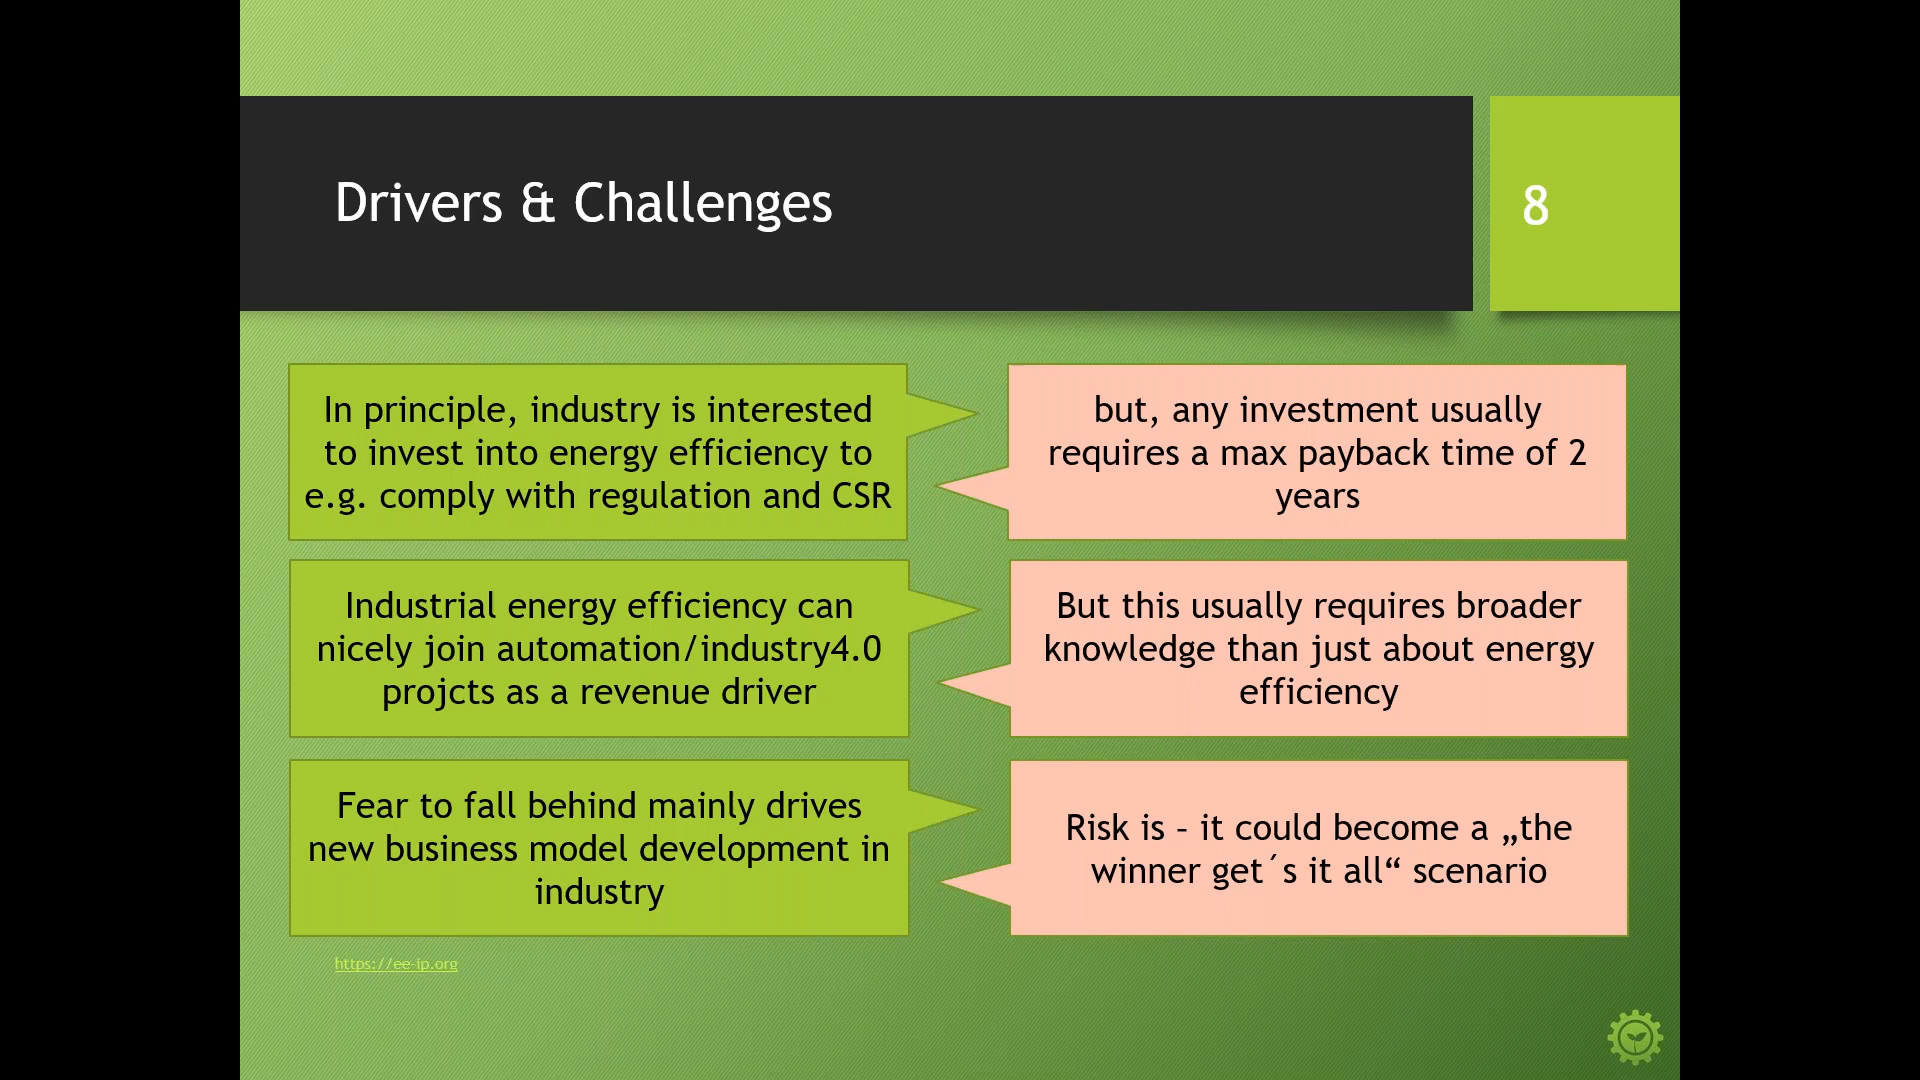 Drivers & Challenges
8
In principle, industry is interested
to invest into energy efficiency to
e.g. comply with regulation and CSR
but, any investment usually
requires a max payback time of 2
years
Industrial energy efficiency can
nicely join automation/industry4.0
projcts as a revenue driver
But this usually requires broader
knowledge than just about energy
efficiency
Fear to fall behind mainly drives
new business model development in
industry
Risk is – it could become a „the
winner get´s it all“ scenario
https://ee-ip.org